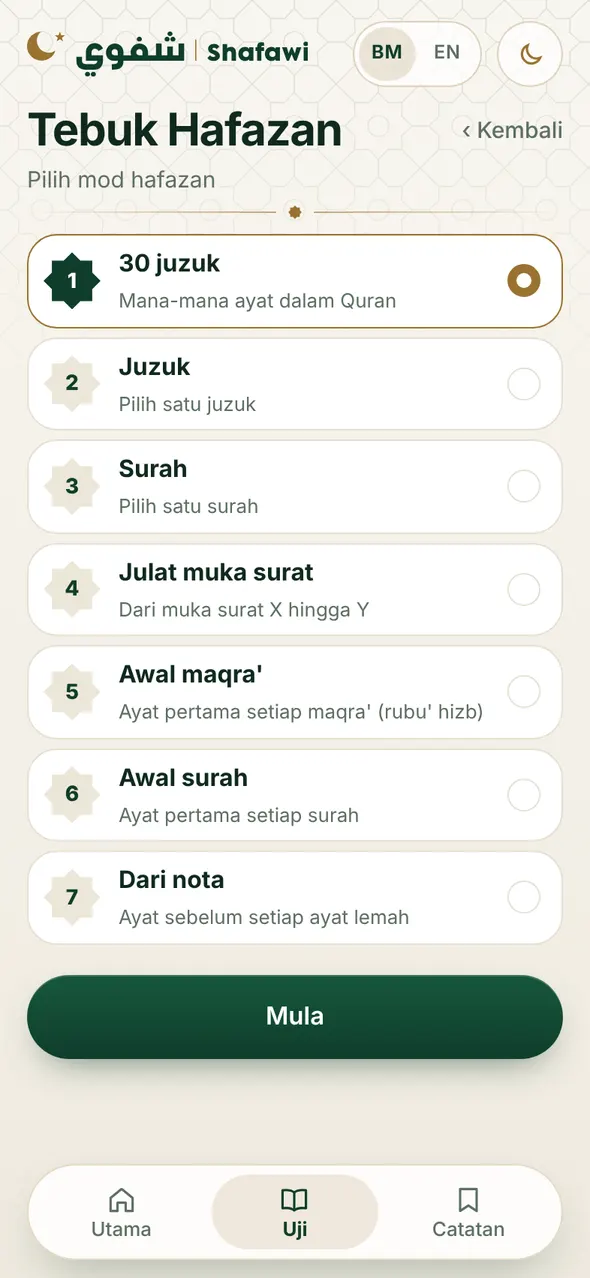 شفوي | Shafawi
BM EN
Tebuk Hafazan
‹ Kembali
Pilih mod hafazan
1
30 juzuk
Mana-mana ayat dalam Quran
2
Juzuk
Pilih satu juzuk
3
Surah
Pilih satu surah
4
Julat muka surat
Dari muka surat X hingga Y
5
Awal maqra'
Ayat pertama setiap maqra' (rubu' hizb)
6
Awal surah
Ayat pertama setiap surah
7
Dari nota
Ayat sebelum setiap ayat lemah
Mula
Utama
Uji
Catatan